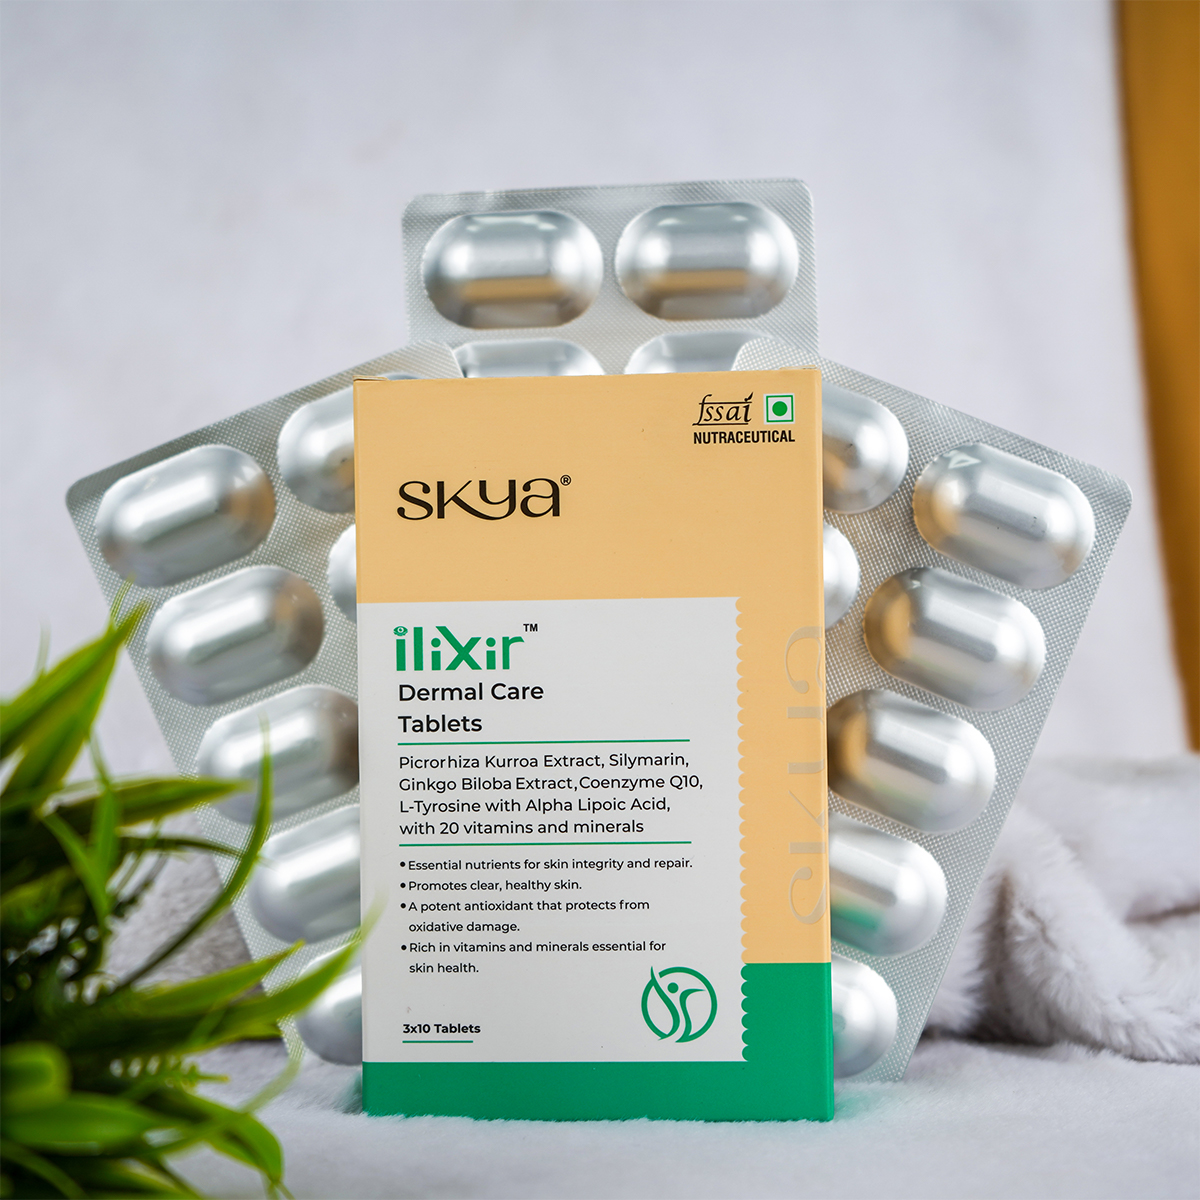 fssai
NUTRACEUTICAL
SKYA®
iliXir™
Dermal Care
Tablets
Picrorhiza Kurroa Extract, Silymarin,
Ginkgo Biloba Extract, Coenzyme Q10,
L-Tyrosine with Alpha Lipoic Acid,
with 20 vitamins and minerals
• Essential nutrients for skin integrity and repair.
• Promotes clear, healthy skin.
• A potent antioxidant that protects from
oxidative damage.
• Rich in vitamins and minerals essential for
skin health.
3x10 Tablets
SKYA